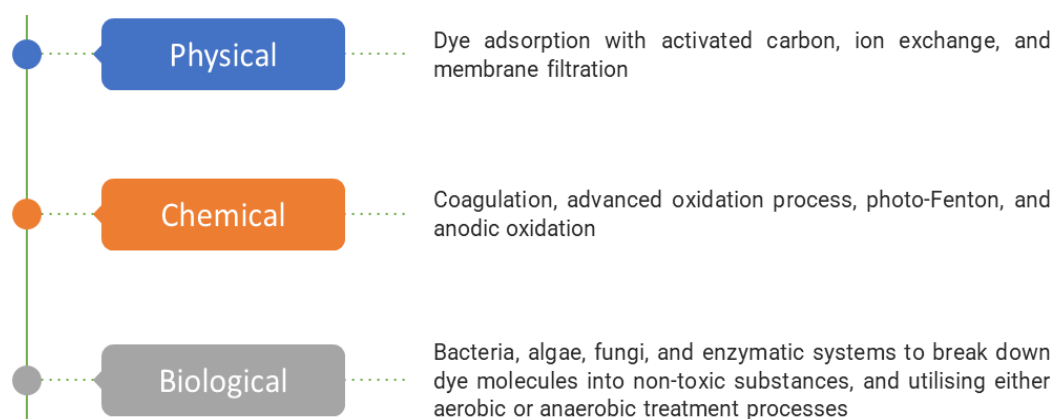 Physical
Dye adsorption with activated carbon, ion exchange, and
membrane filtration
Chemical
Coagulation, advanced oxidation process, photo-Fenton, and
anodic oxidation
Biological
Bacteria, algae, fungi, and enzymatic systems to break down
dye molecules into non-toxic substances, and utilising either
aerobic or anaerobic treatment processes